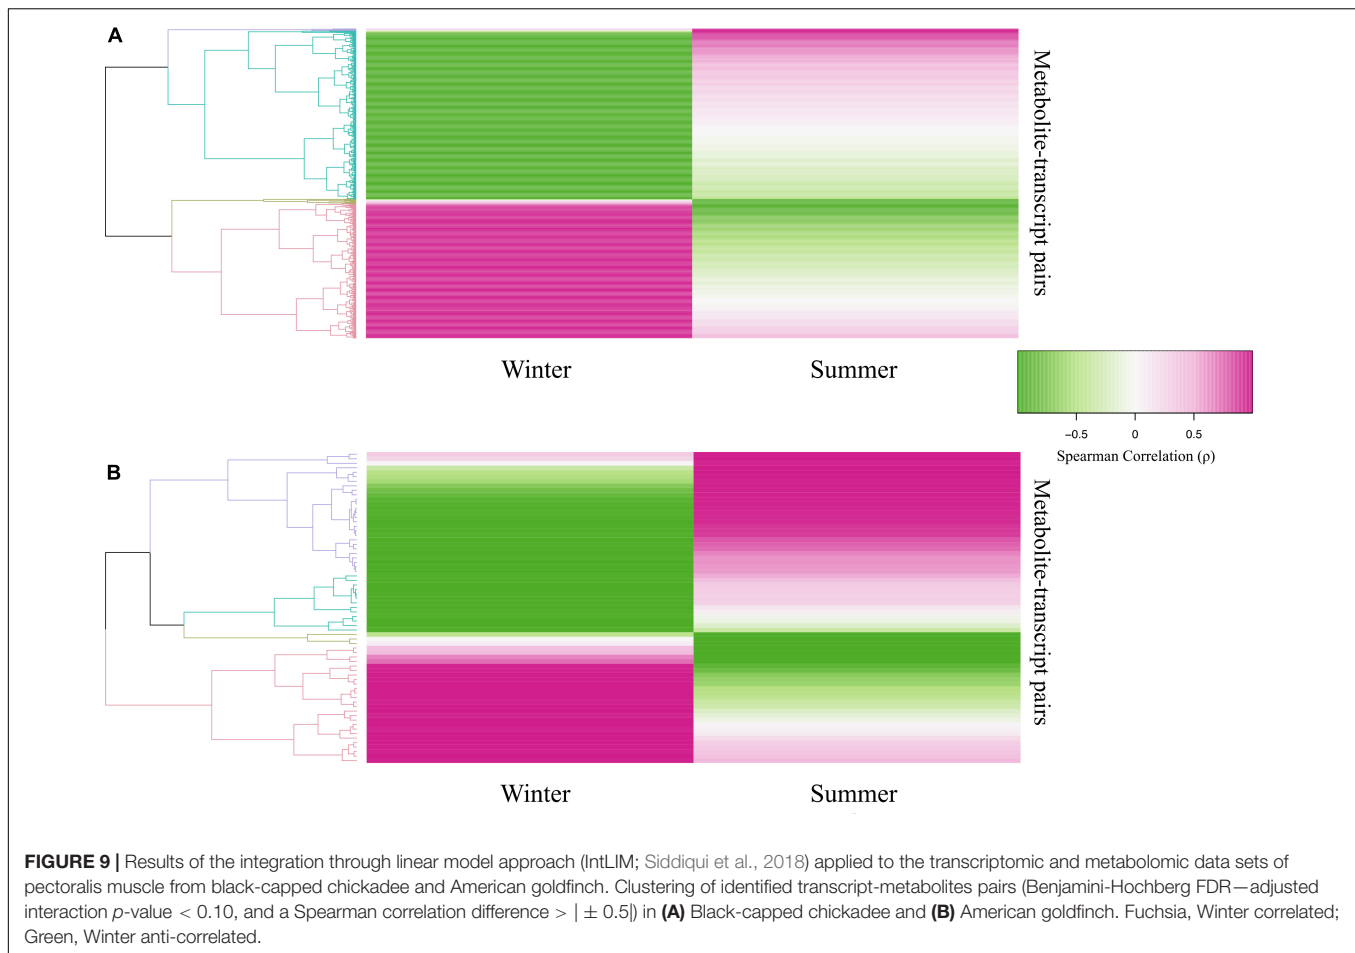 A
Metabolite-transcript pairs
Winter
Summer
−0.5
0
0.5
Spearman Correlation (ρ)
B
Metabolite-transcript pairs
Winter
Summer
FIGURE 9 | Results of the integration through linear model approach (IntLIM; Siddiqui et al., 2018) applied to the transcriptomic and metabolomic data sets of
pectoralis muscle from black-capped chickadee and American goldfinch. Clustering of identified transcript-metabolites pairs (Benjamini-Hochberg FDR—adjusted
interaction p-value < 0.10, and a Spearman correlation difference > | ± 0.5|) in (A) Black-capped chickadee and (B) American goldfinch. Fuchsia, Winter correlated;
Green, Winter anti-correlated.